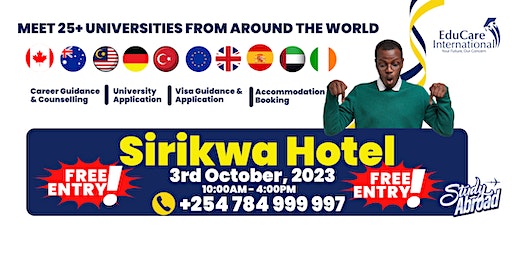 MEET 25+ UNIVERSITIES FROM AROUND THE WORLD
EduCare
International
Your Future, Our Concern
Career Guidance
& Counselling
University
Application
Visa Guidance &
Application
Accommodation
Booking
Sirikwa Hotel
3rd October, 2023
10:00AM - 4:00PM
+254 784 999 997
FREE
ENTRY!
FREE
ENTRY!
Study
Abroad